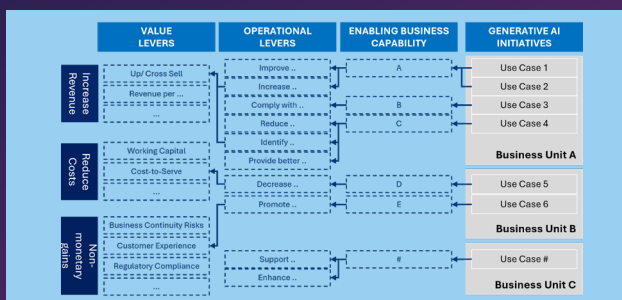 VALUE
LEVERS
OPERATIONAL
LEVERS
ENABLING BUSINESS
CAPABILITY
GENERATIVE AI
INITIATIVES
Increase
Revenue
Up/ Cross Sell
Revenue per ...
...
Improve ..
Increase ..
Comply with ..
Reduce ..
Identify ..
Provide better ..
A
B
C
Use Case 1
Use Case 2
Use Case 3
Use Case 4
Business Unit A
Reduce
Costs
Working Capital
Cost-to-Serve
...
Decrease ..
Promote ..
D
E
Use Case 5
Use Case 6
Business Unit B
Non-
monetary
gains
Business Continuity Risks
Customer Experience
Regulatory Compliance
...
Support ..
Enhance ..
#
Use Case #
Business Unit C